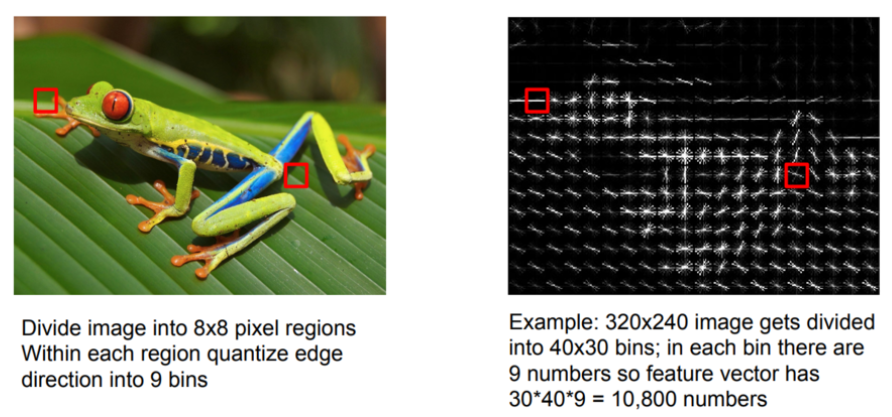 Divide image into 8x8 pixel regions
Within each region quantize edge
direction into 9 bins
Example: 320x240 image gets divided
into 40x30 bins; in each bin there are
9 numbers so feature vector has
30*40*9 = 10,800 numbers